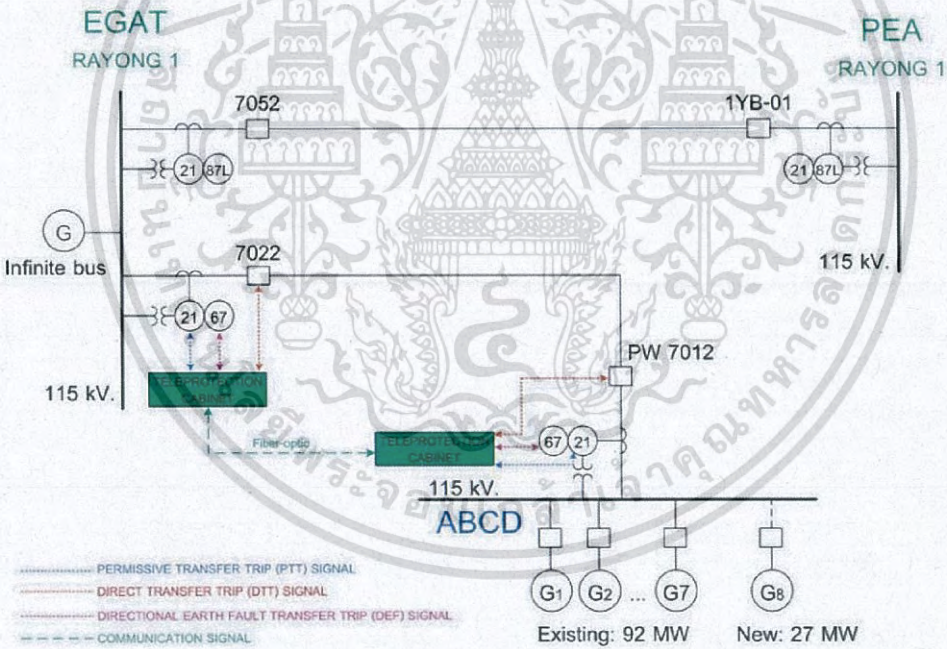 EGAT
RAYONG 1
PEA
RAYONG 1
7052
1YB-01
21 87L
21 87L
G
Infinite bus
7022
115 kV.
21 67
PW 7012
115 kV.
TELEPROTECTION
CABINET
Fiber-optic
TELEPROTECTION
CABINET
67 21
115 kV.
ABCD
PERMISSIVE TRANSFER TRIP (PTT) SIGNAL
DIRECT TRANSFER TRIP (DTT) SIGNAL
DIRECTIONAL EARTH FAULT TRANSFER TRIP (DEF) SIGNAL
COMMUNICATION SIGNAL
G1 G2 ... G7 G8
Existing: 92 MW New: 27 MW